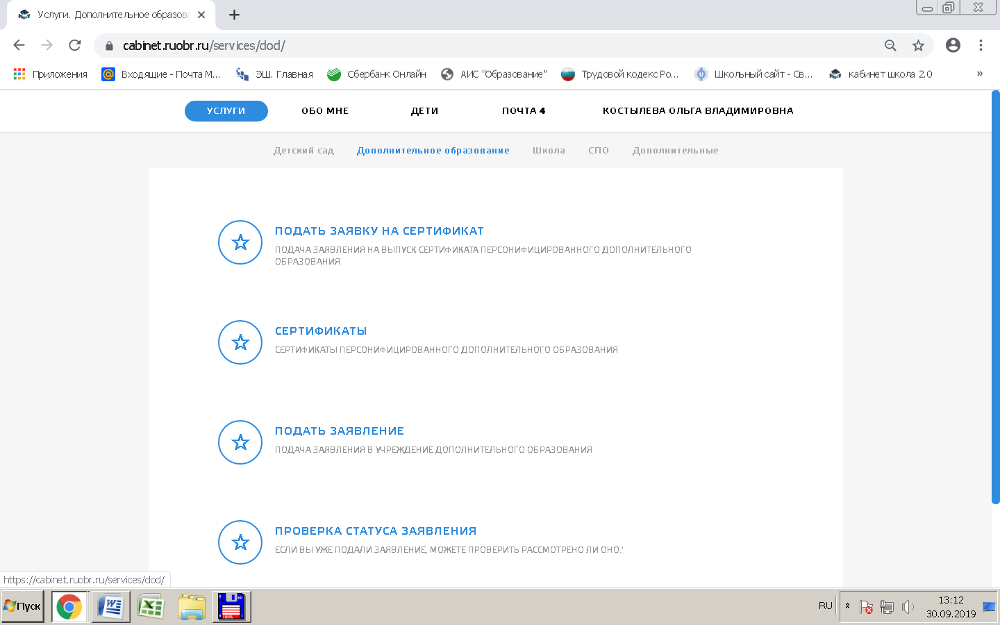 Услуги. Дополнительное образова
cabinet.ruobr.ru/services/dod/
Приложения
Входящие - Почта M...
ЭШ. Главная
Сбербанк Онлайн
АИС "Образование"
Трудовой кодекс Ро...
Школьный сайт - Св...
кабинет школа 2.0
»
УСЛУГИ
ОБО МНЕ
ДЕТИ
ПОЧТА 4
КОСТЫЛЕВА ОЛЬГА ВЛАДИМИРОВНА
Детский сад
Дополнительное образование
Школа
СПО
Дополнительные
ПОДАТЬ ЗАЯВКУ НА СЕРТИФИКАТ
ПОДАЧА ЗАЯВЛЕНИЯ НА ВЫПУСК СЕРТИФИКАТА ПЕРСОНИФИЦИРОВАННОГО ДОПОЛНИТЕЛЬНОГО
ОБРАЗОВАНИЯ
СЕРТИФИКАТЫ
СЕРТИФИКАТЫ ПЕРСОНИФИЦИРОВАННОГО ДОПОЛНИТЕЛЬНОГО ОБРАЗОВАНИЯ
ПОДАТЬ ЗАЯВЛЕНИЕ
ПОДАЧА ЗАЯВЛЕНИЯ В УЧРЕЖДЕНИЕ ДОПОЛНИТЕЛЬНОГО ОБРАЗОВАНИЯ
ПРОВЕРКА СТАТУСА ЗАЯВЛЕНИЯ
ЕСЛИ ВЫ УЖЕ ПОДАЛИ ЗАЯВЛЕНИЕ, МОЖЕТЕ ПРОВЕРИТЬ РАССМОТРЕНО ЛИ ОНО.'
https://cabinet.ruobr.ru/services/dod/
Пуск
RU
13:12
30.09.2019